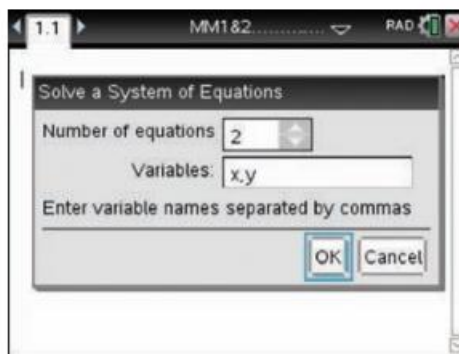 1.1 MM1&2............. RAD
Solve a System of Equations
Number of equations 2
Variables: x,y
Enter variable names separated by commas
OK Cancel